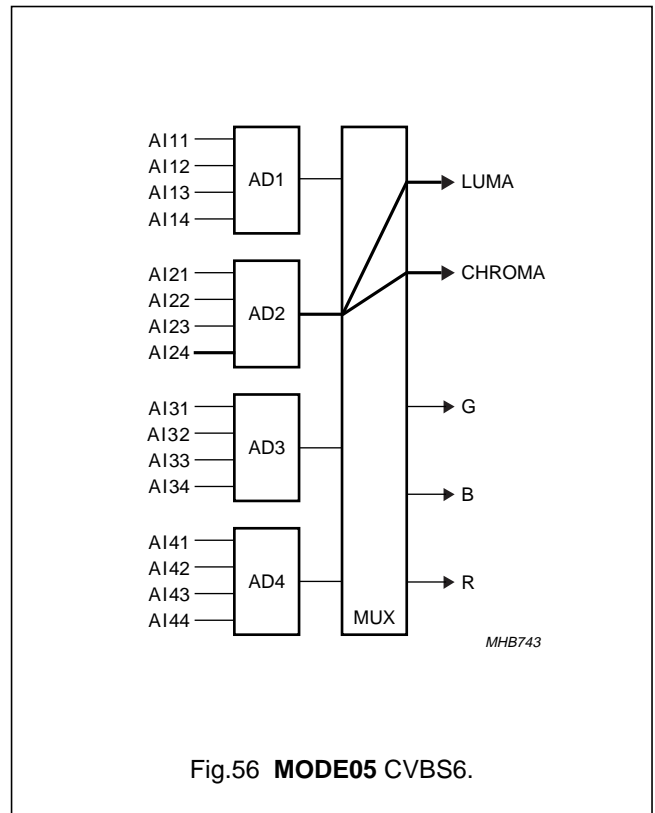 AI11
AI12
AI13
AI14
AD1
LUMA
AI21
AI22
AI23
AI24
AD2
CHROMA
AI31
AI32
AI33
AI34
AD3
G
B
AI41
AI42
AI43
AI44
AD4
R
MUX
MHB743
Fig.56 MODE05 CVBS6.